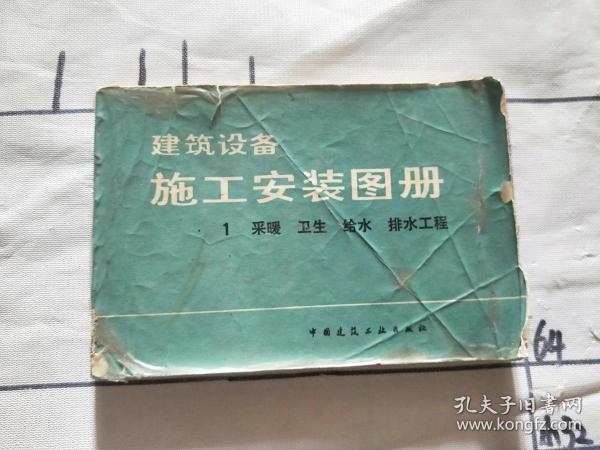 建筑设备
施工安装图册
1 采暖 卫生 给水 排水工程
中国建筑工业出版社
64
32
孔夫子旧书网
www.kongfz.com